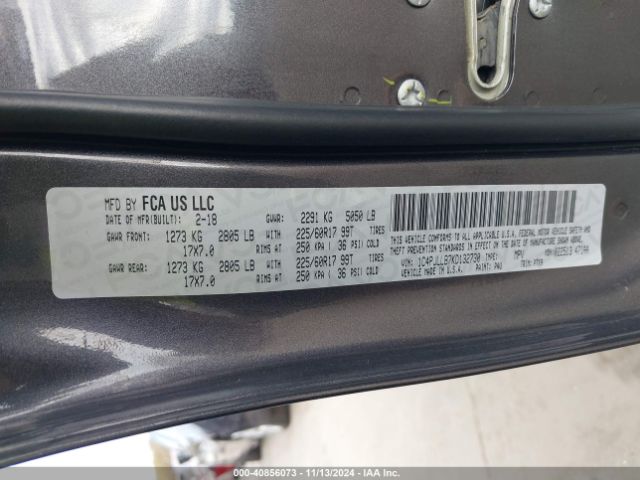 MFD BY FCA US LLC
DATE OF MFR(BUILT): 2-18 GVWR: 2291 KG 5050 LB
GAWR FRONT: 1273 KG 2805 LB WITH 225/60R17 99T TIRES
17X7.0 RIMS AT 250 KPA ( 36 PSI) COLD
GAWR REAR: 1273 KG 2805 LB WITH 225/60R17 99T TIRES
17X7.0 RIMS AT 250 KPA ( 36 PSI) COLD
THIS VEHICLE CONFORMS TO ALL APPLICABLE U.S.A. FEDERAL MOTOR VEHICLE SAFETY AND
THEFT PREVENTION STANDARDS IN EFFECT ON THE DATE OF MANUFACTURE SHOWN ABOVE.
VIN: 1C4PJLLB7KD132730 TYPE: MPV
MADE IN U.S.A. PAINT: PAU
000-40856073 - 11/13/2024 - IAA Inc.